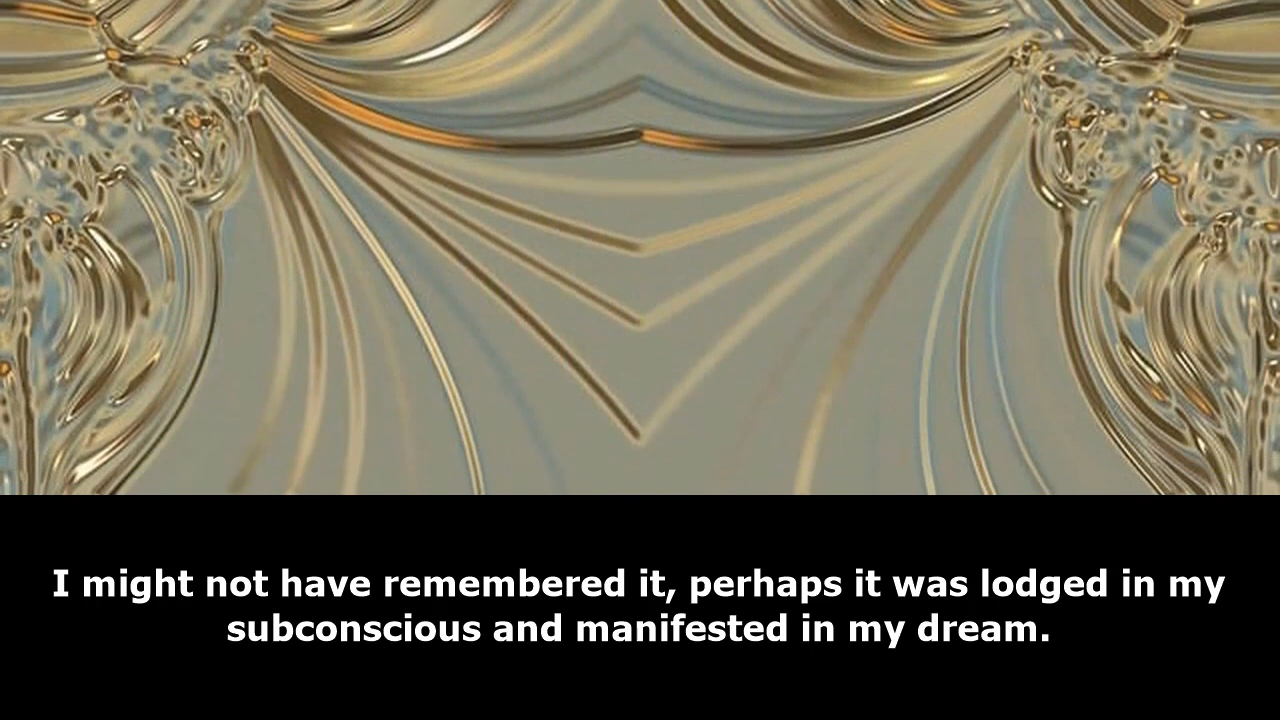 I might not have remembered it, perhaps it was lodged in my
subconscious and manifested in my dream.